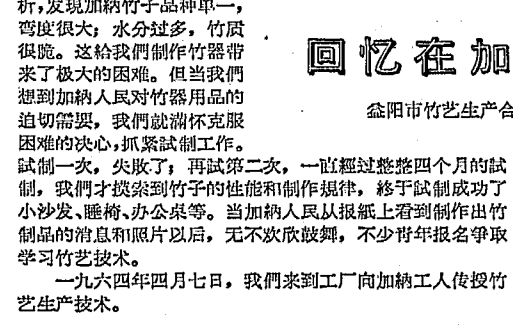 析，发现加纳竹子品种单一，
弯度很大；水分过多，竹质
很脆。这給我們制作竹器带
来了极大的困难。但当我們
想到加納人民对竹器用品的
迫切需要，我們就滿怀克服
困难的决心，抓紧試制工作。
試制一次，失敗了；再試第二次，一直經过整整四个月的試
制，我們才摸索到竹子的性能和制作規律，終于試制成功了
小沙发、睡椅、办公桌等。当加納人民从报紙上看到制作出竹
制品的消息和照片以后，无不欢欣鼓舞，不少青年报名爭取
学习竹艺技术。
一九六四年四月七日，我們来到工厂向加納工人传授竹
艺生产技术。
回忆在加
益阳市竹艺生产合